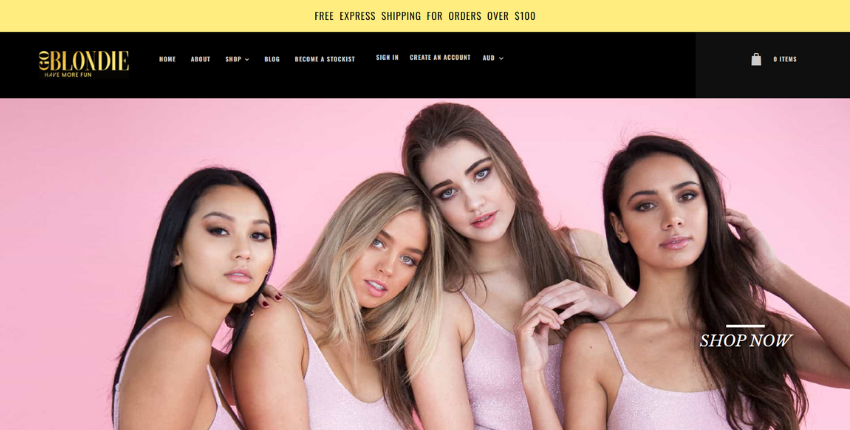 FREE EXPRESS SHIPPING FOR ORDERS OVER $100
BLONDIE
HAVE MORE FUN
HOME ABOUT SHOP BLOG BECOME A STOCKIST SIGN IN CREATE AN ACCOUNT AUD 0 ITEMS
SHOP NOW